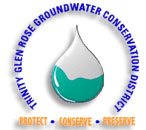 TRINITY GLEN ROSE GROUNDWATER CONSERVATION DISTRICT
PROTECT • CONSERVE • PRESERVE